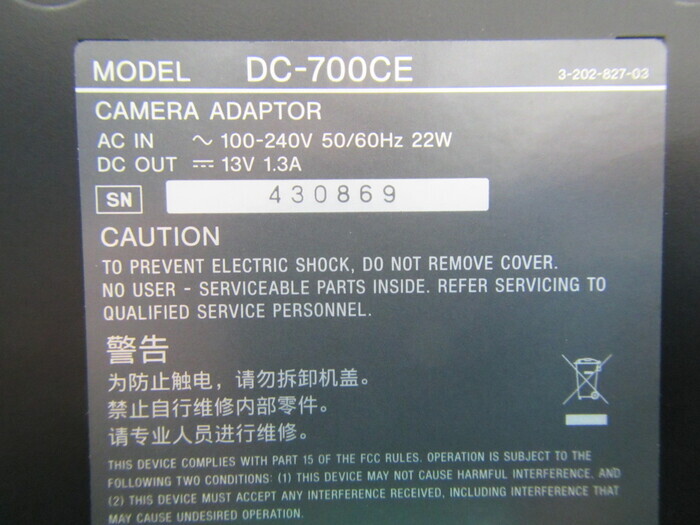 MODEL DC-700CE 3-202-827-03
CAMERA ADAPTOR
AC IN ～ 100-240V 50/60Hz 22W
DC OUT ⎓ 13V 1.3A
SN 430869
CAUTION
TO PREVENT ELECTRIC SHOCK, DO NOT REMOVE COVER.
NO USER - SERVICEABLE PARTS INSIDE. REFER SERVICING TO
QUALIFIED SERVICE PERSONNEL.
警告
为防止触电，请勿拆卸机盖。
禁止自行维修内部零件。
请专业人员进行维修。
THIS DEVICE COMPLIES WITH PART 15 OF THE FCC RULES. OPERATION IS SUBJECT TO THE
FOLLOWING TWO CONDITIONS: (1) THIS DEVICE MAY NOT CAUSE HARMFUL INTERFERENCE, AND
(2) THIS DEVICE MUST ACCEPT ANY INTERFERENCE RECEIVED, INCLUDING INTERFERENCE THAT
MAY CAUSE UNDESIRED OPERATION.